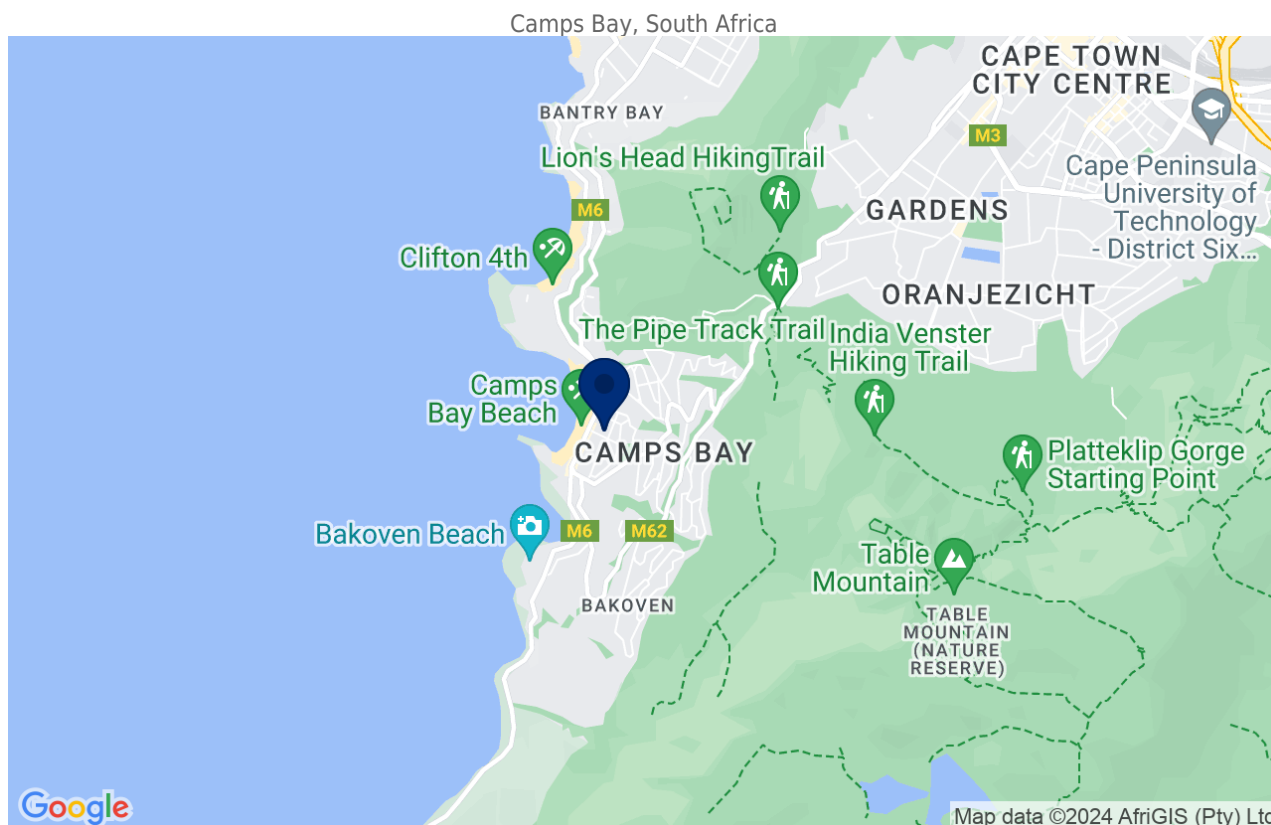 Camps Bay, South Africa
CAPE TOWN
CITY CENTRE
BANTRY BAY
M3
Lion's Head HikingTrail
Cape Peninsula
University of
Technology
- District Six...
M6
GARDENS
Clifton 4th
ORANJEZICHT
The Pipe Track Trail
India Venster
Hiking Trail
Camps
Bay Beach
CAMPS BAY
Platteklip Gorge
Starting Point
Bakoven Beach
M6
M62
Table
Mountain
BAKOVEN
TABLE
MOUNTAIN
(NATURE
RESERVE)
Google
Map data ©2024 AfriGIS (Pty) Ltd